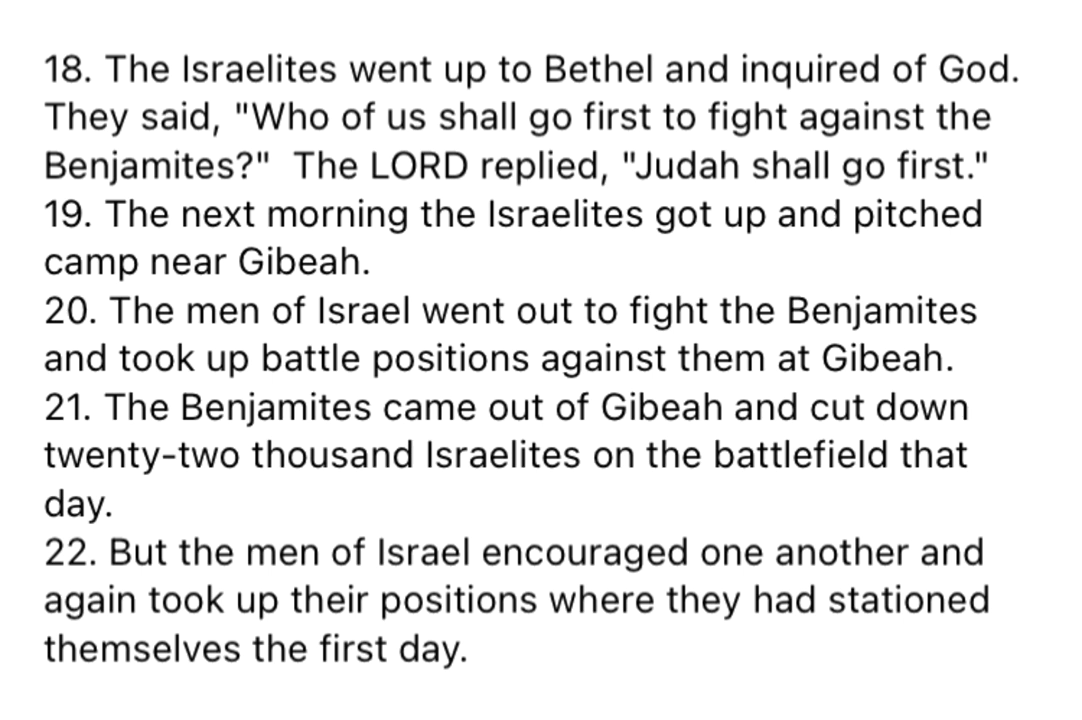 18. The Israelites went up to Bethel and inquired of God.
They said, "Who of us shall go first to fight against the
Benjamites?"  The LORD replied, "Judah shall go first."
19. The next morning the Israelites got up and pitched
camp near Gibeah.
20. The men of Israel went out to fight the Benjamites
and took up battle positions against them at Gibeah.
21. The Benjamites came out of Gibeah and cut down
twenty-two thousand Israelites on the battlefield that
day.
22. But the men of Israel encouraged one another and
again took up their positions where they had stationed
themselves the first day.